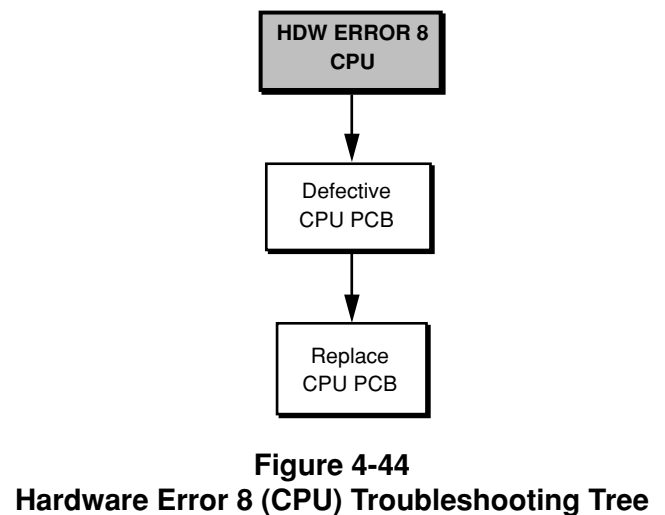 HDW ERROR 8
CPU
Defective
CPU PCB
Replace
CPU PCB
Figure 4-44
Hardware Error 8 (CPU) Troubleshooting Tree